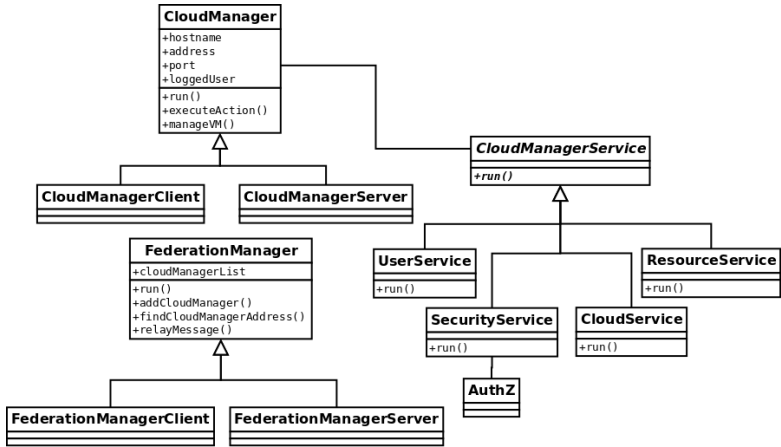 CloudManager
+hostname
+address
+port
+loggedUser
+run()
+executeAction()
+manageVM()
CloudManagerService
+run()
CloudManagerClient
CloudManagerServer
FederationManager
+cloudManagerList
+run()
+addCloudManager()
+findCloudManagerAddress()
+relayMessage()
UserService
+run()
ResourceService
+run()
SecurityService
+run()
CloudService
+run()
AuthZ
FederationManagerClient
FederationManagerServer